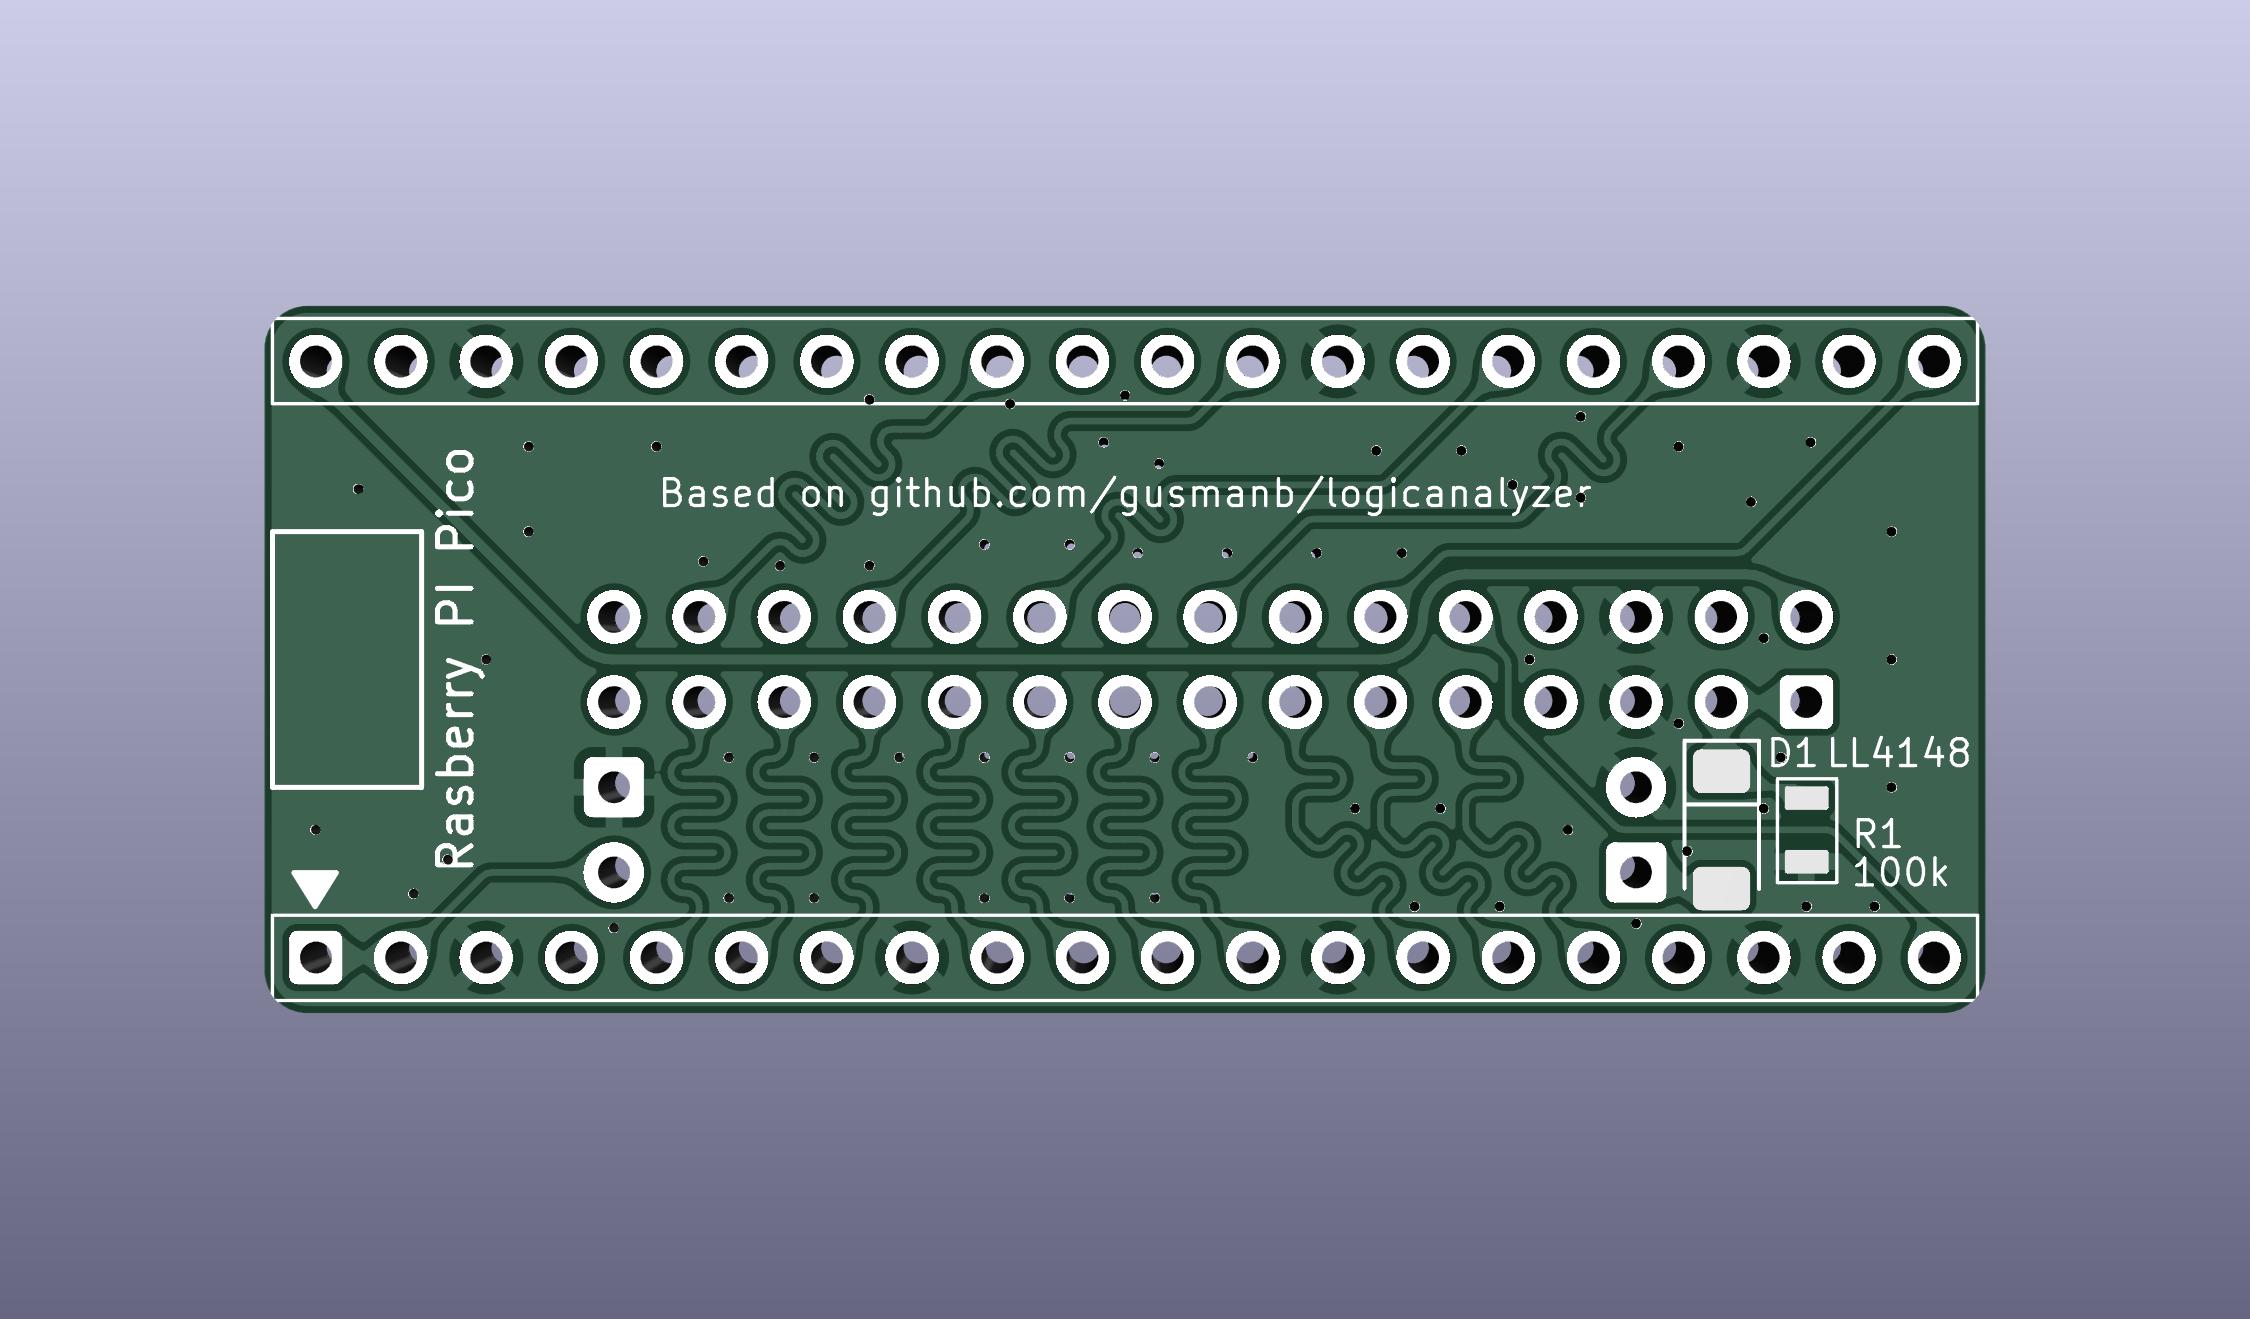 Based on github.com/gusmanb/logicanalyzer
Rasberry PI Pico
D1 LL4148
R1
100k